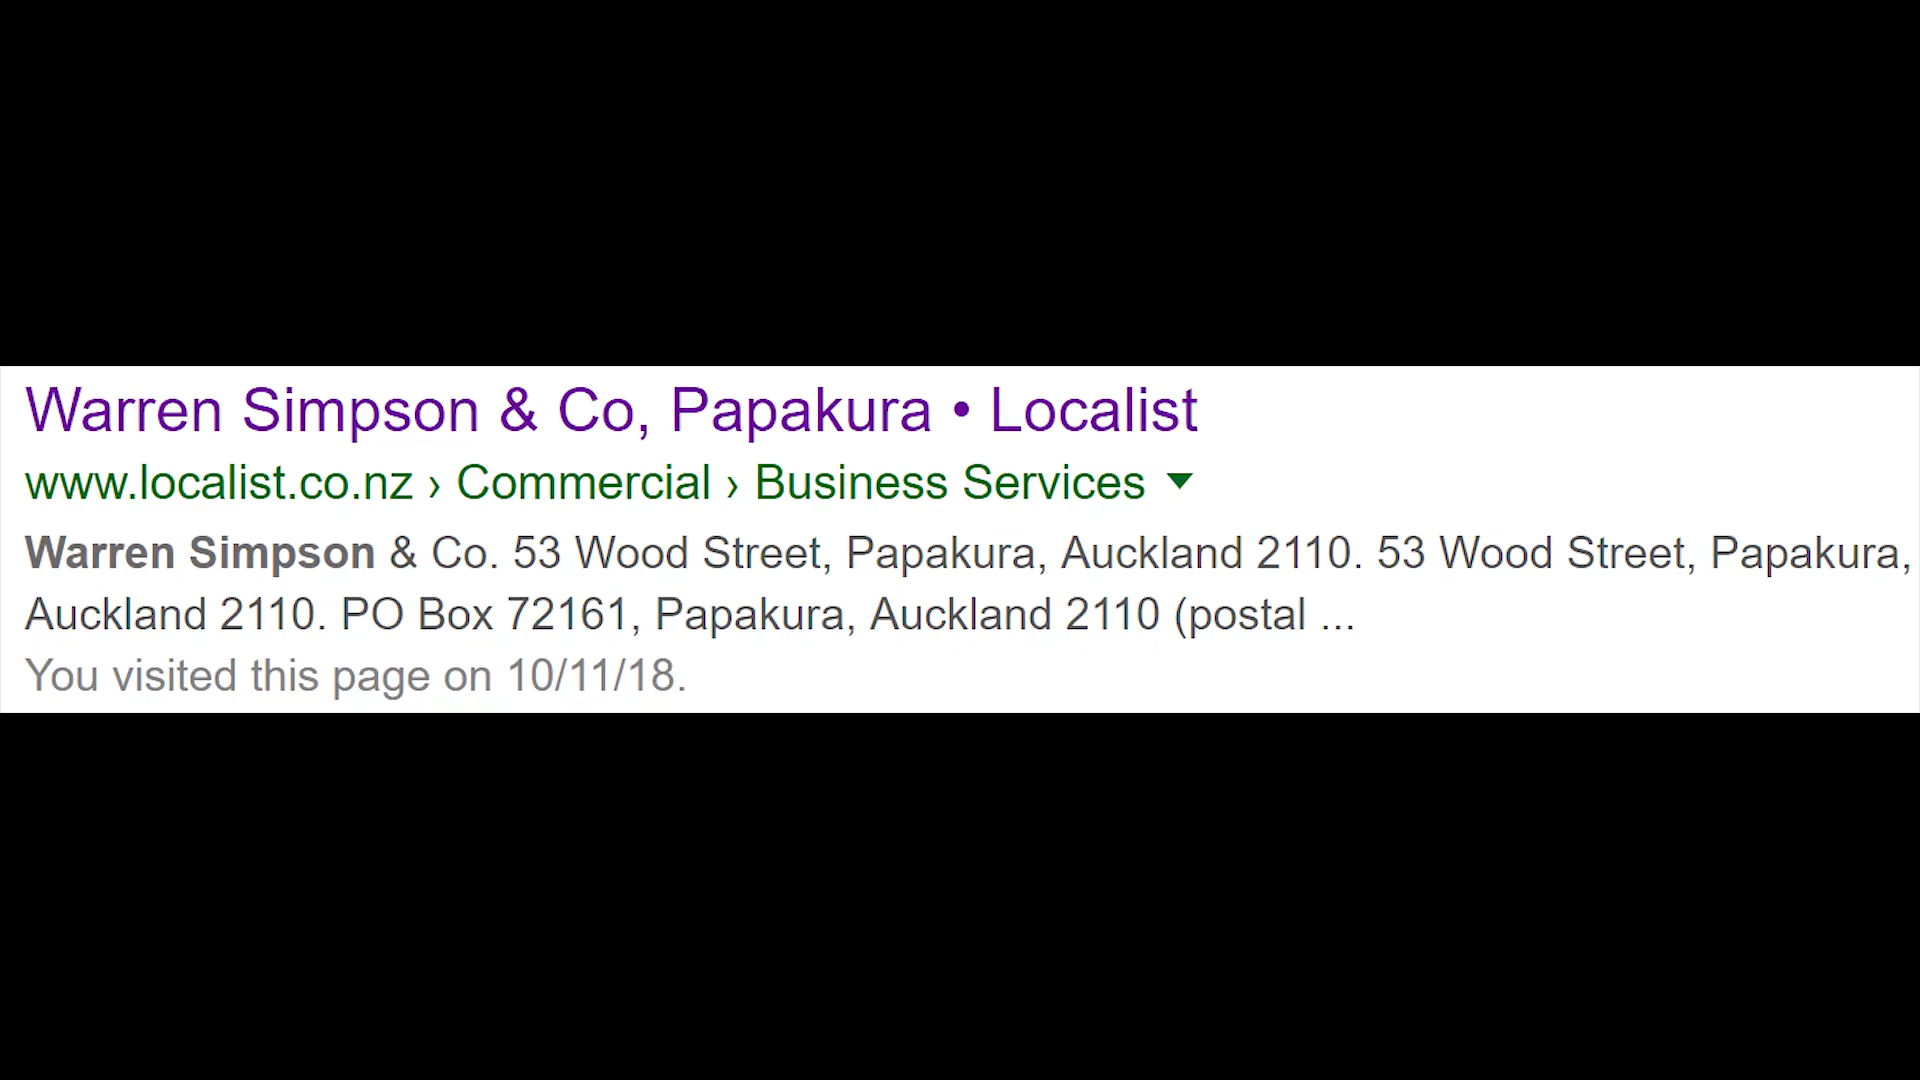 Warren Simpson & Co, Papakura • Localist
www.localist.co.nz › Commercial › Business Services ▼
Warren Simpson & Co. 53 Wood Street, Papakura, Auckland 2110. 53 Wood Street, Papakura,
Auckland 2110. PO Box 72161, Papakura, Auckland 2110 (postal ...
You visited this page on 10/11/18.